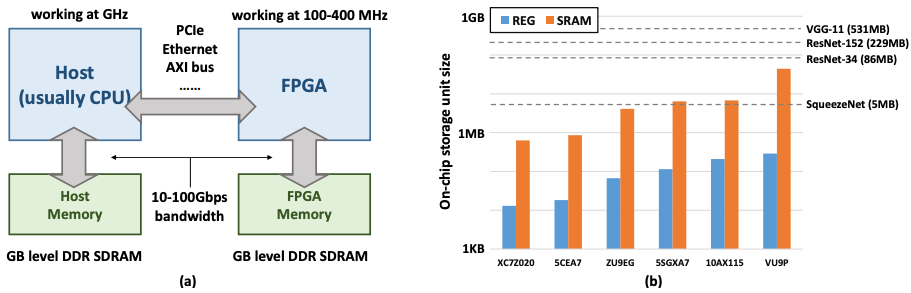 working at GHz
working at 100-400 MHz
PCIe
Ethernet
AXI bus
......
Host
(usually CPU)
FPGA
Host
Memory
10-100Gbps
bandwidth
FPGA
Memory
GB level DDR SDRAM
GB level DDR SDRAM
(a)
On-chip storage unit size
1GB
1MB
1KB
REG
SRAM
VGG-11 (531MB)
ResNet-152 (229MB)
ResNet-34 (86MB)
SqueezeNet (5MB)
XC7Z020
5CEA7
ZU9EG
5SGXA7
10AX115
VU9P
(b)